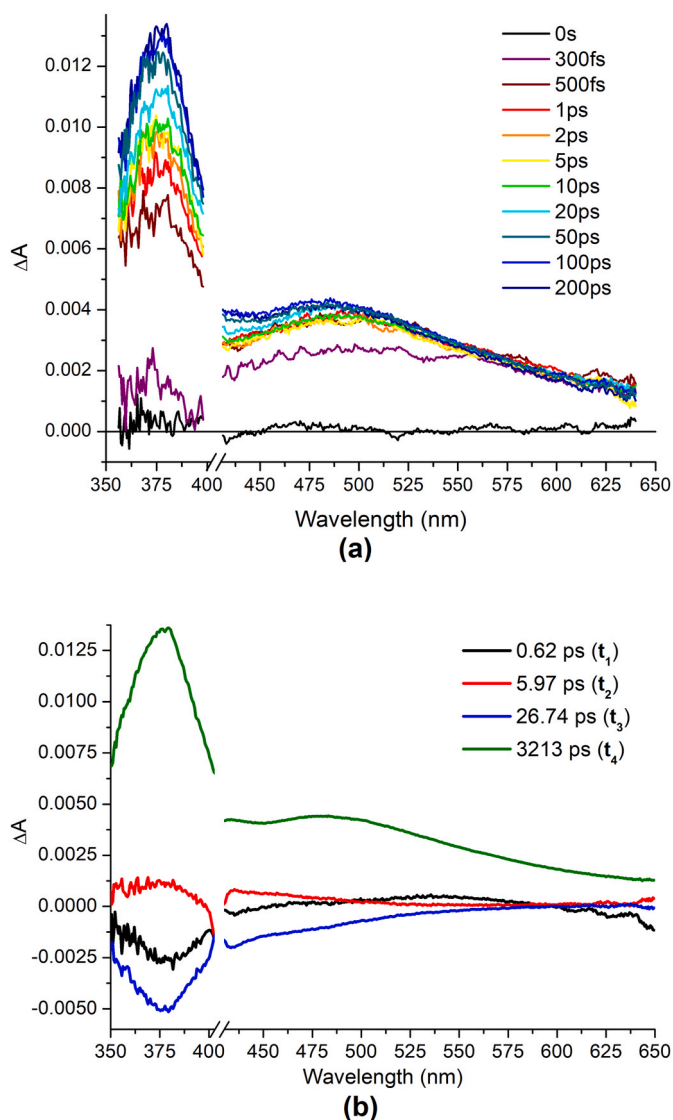 0s
300fs
500fs
1ps
2ps
5ps
10ps
20ps
50ps
100ps
200ps
0.012
0.010
0.008
0.006
0.004
0.002
0.000
ΔA
350 375 400 450 475 500 525 550 575 600 625 650
Wavelength (nm)
(a)
0.62 ps (t1)
5.97 ps (t2)
26.74 ps (t3)
3213 ps (t4)
0.0125
0.0100
0.0075
0.0050
0.0025
0.0000
-0.0025
-0.0050
ΔA
350 375 400 450 475 500 525 550 575 600 625 650
Wavelength (nm)
(b)